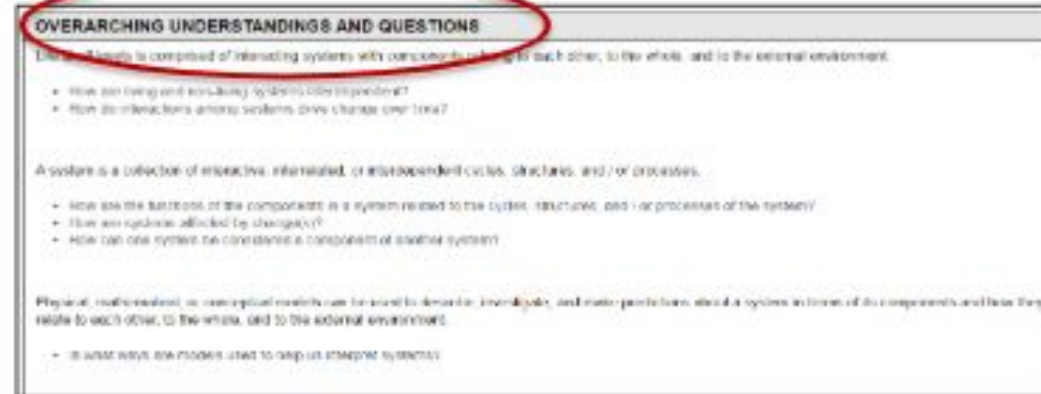 OVERARCHING UNDERSTANDINGS AND QUESTIONS
is comprised of interacting systems with components to each other, to the whole, and to the external environment.
• How are living and non-living systems interdependent?
• How do interactions among systems drive change over time?
A system is a collection of interactive, interrelated, or interdependent cycles, structures, and / or processes.
• How are the functions of the components in a system related to the cycles, structures, and / or processes of the system?
• How are systems affected by change(s)?
• How can one system be considered a component of another system?
Physical, mathematical, or conceptual models can be used to describe, investigate, and make predictions about a system in terms of its components and how they
relate to each other, to the whole, and to the external environment.
• In what ways are models used to help us interpret systems?